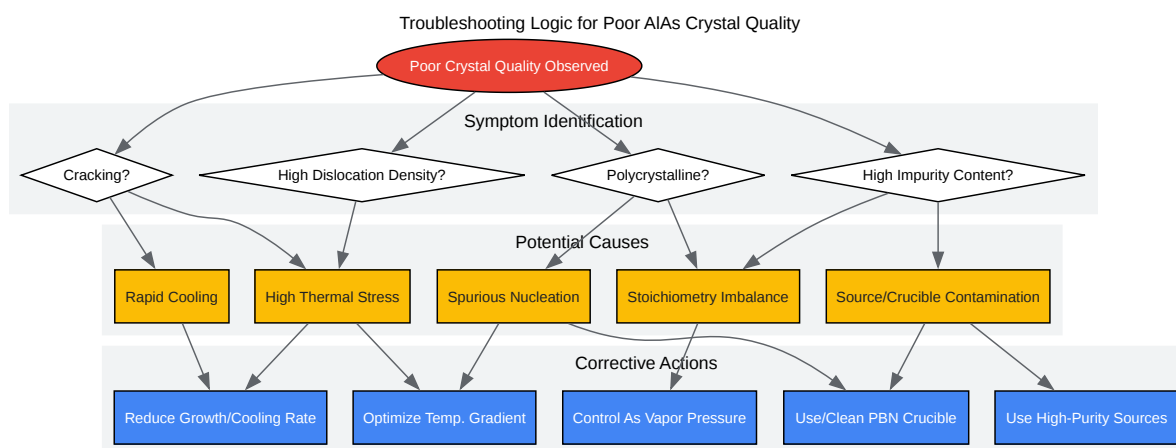 Troubleshooting Logic for Poor AlAs Crystal Quality
Poor Crystal Quality Observed
Symptom Identification
Cracking?
High Dislocation Density?
Polycrystalline?
High Impurity Content?
Potential Causes
Rapid Cooling
High Thermal Stress
Spurious Nucleation
Stoichiometry Imbalance
Source/Crucible Contamination
Corrective Actions
Reduce Growth/Cooling Rate
Optimize Temp. Gradient
Control As Vapor Pressure
Use/Clean PBN Crucible
Use High-Purity Sources